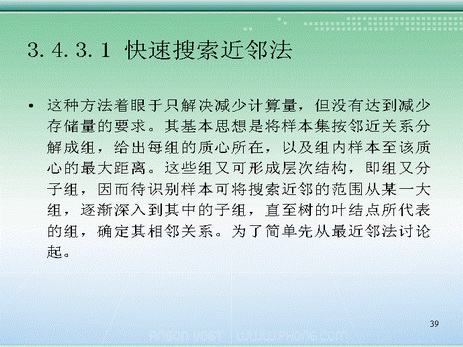 3.4.3.1 快速搜索近邻法
• 这种方法着眼于只解决减少计算量，但没有达到减少
存储量的要求。其基本思想是将样本集按邻近关系分
解成组，给出每组的质心所在，以及组内样本至该质
心的最大距离。这些组又可形成层次结构，即组又分
子组，因而待识别样本可将搜索近邻的范围从某一大
组，逐渐深入到其中的子组，直至树的叶结点所代表
的组，确定其相邻关系。为了简单先从最近邻法讨论
起。
39